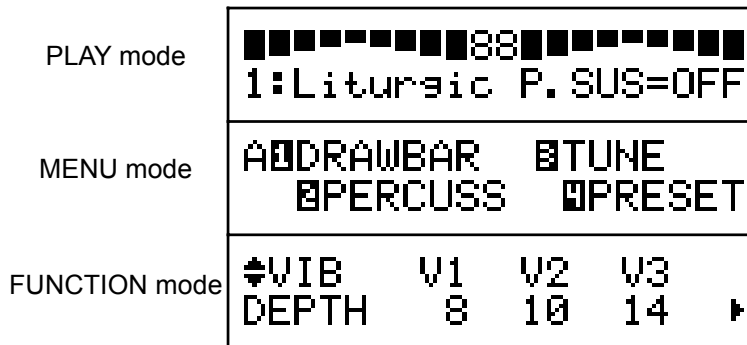 PLAY mode
88
1:Liturgic P.SUS=OFF
MENU mode
A1DRAWBAR 3TUNE
2PERCUSS 4PRESET
FUNCTION mode
VIB V1 V2 V3
DEPTH 8 10 14